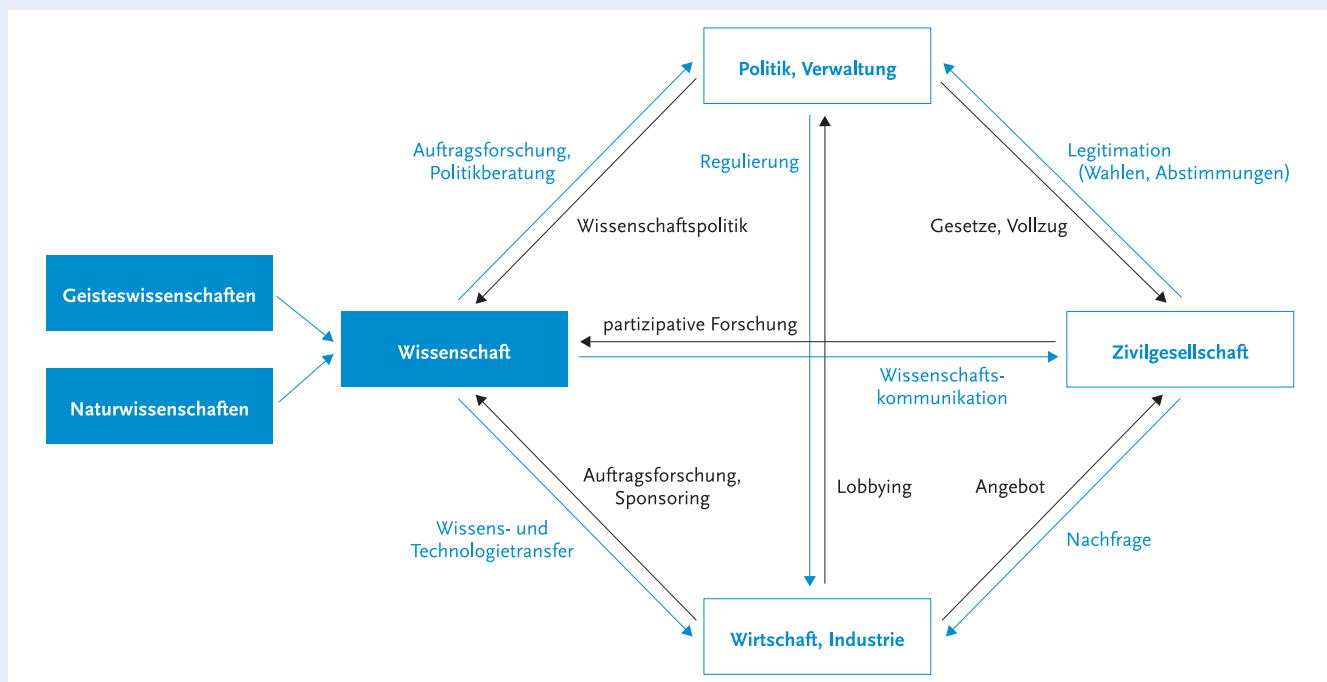 Politik, Verwaltung
Auftragsforschung,
Politikberatung
Regulierung
Legitimation
(Wahlen, Abstimmungen)
Wissenschaftspolitik
Gesetze, Vollzug
Geisteswissenschaften
Naturwissenschaften
Wissenschaft
partizipative Forschung
Zivilgesellschaft
Wissenschafts-
kommunikation
Auftragsforschung,
Sponsoring
Lobbying
Angebot
Wissens- und
Technologietransfer
Nachfrage
Wirtschaft, Industrie